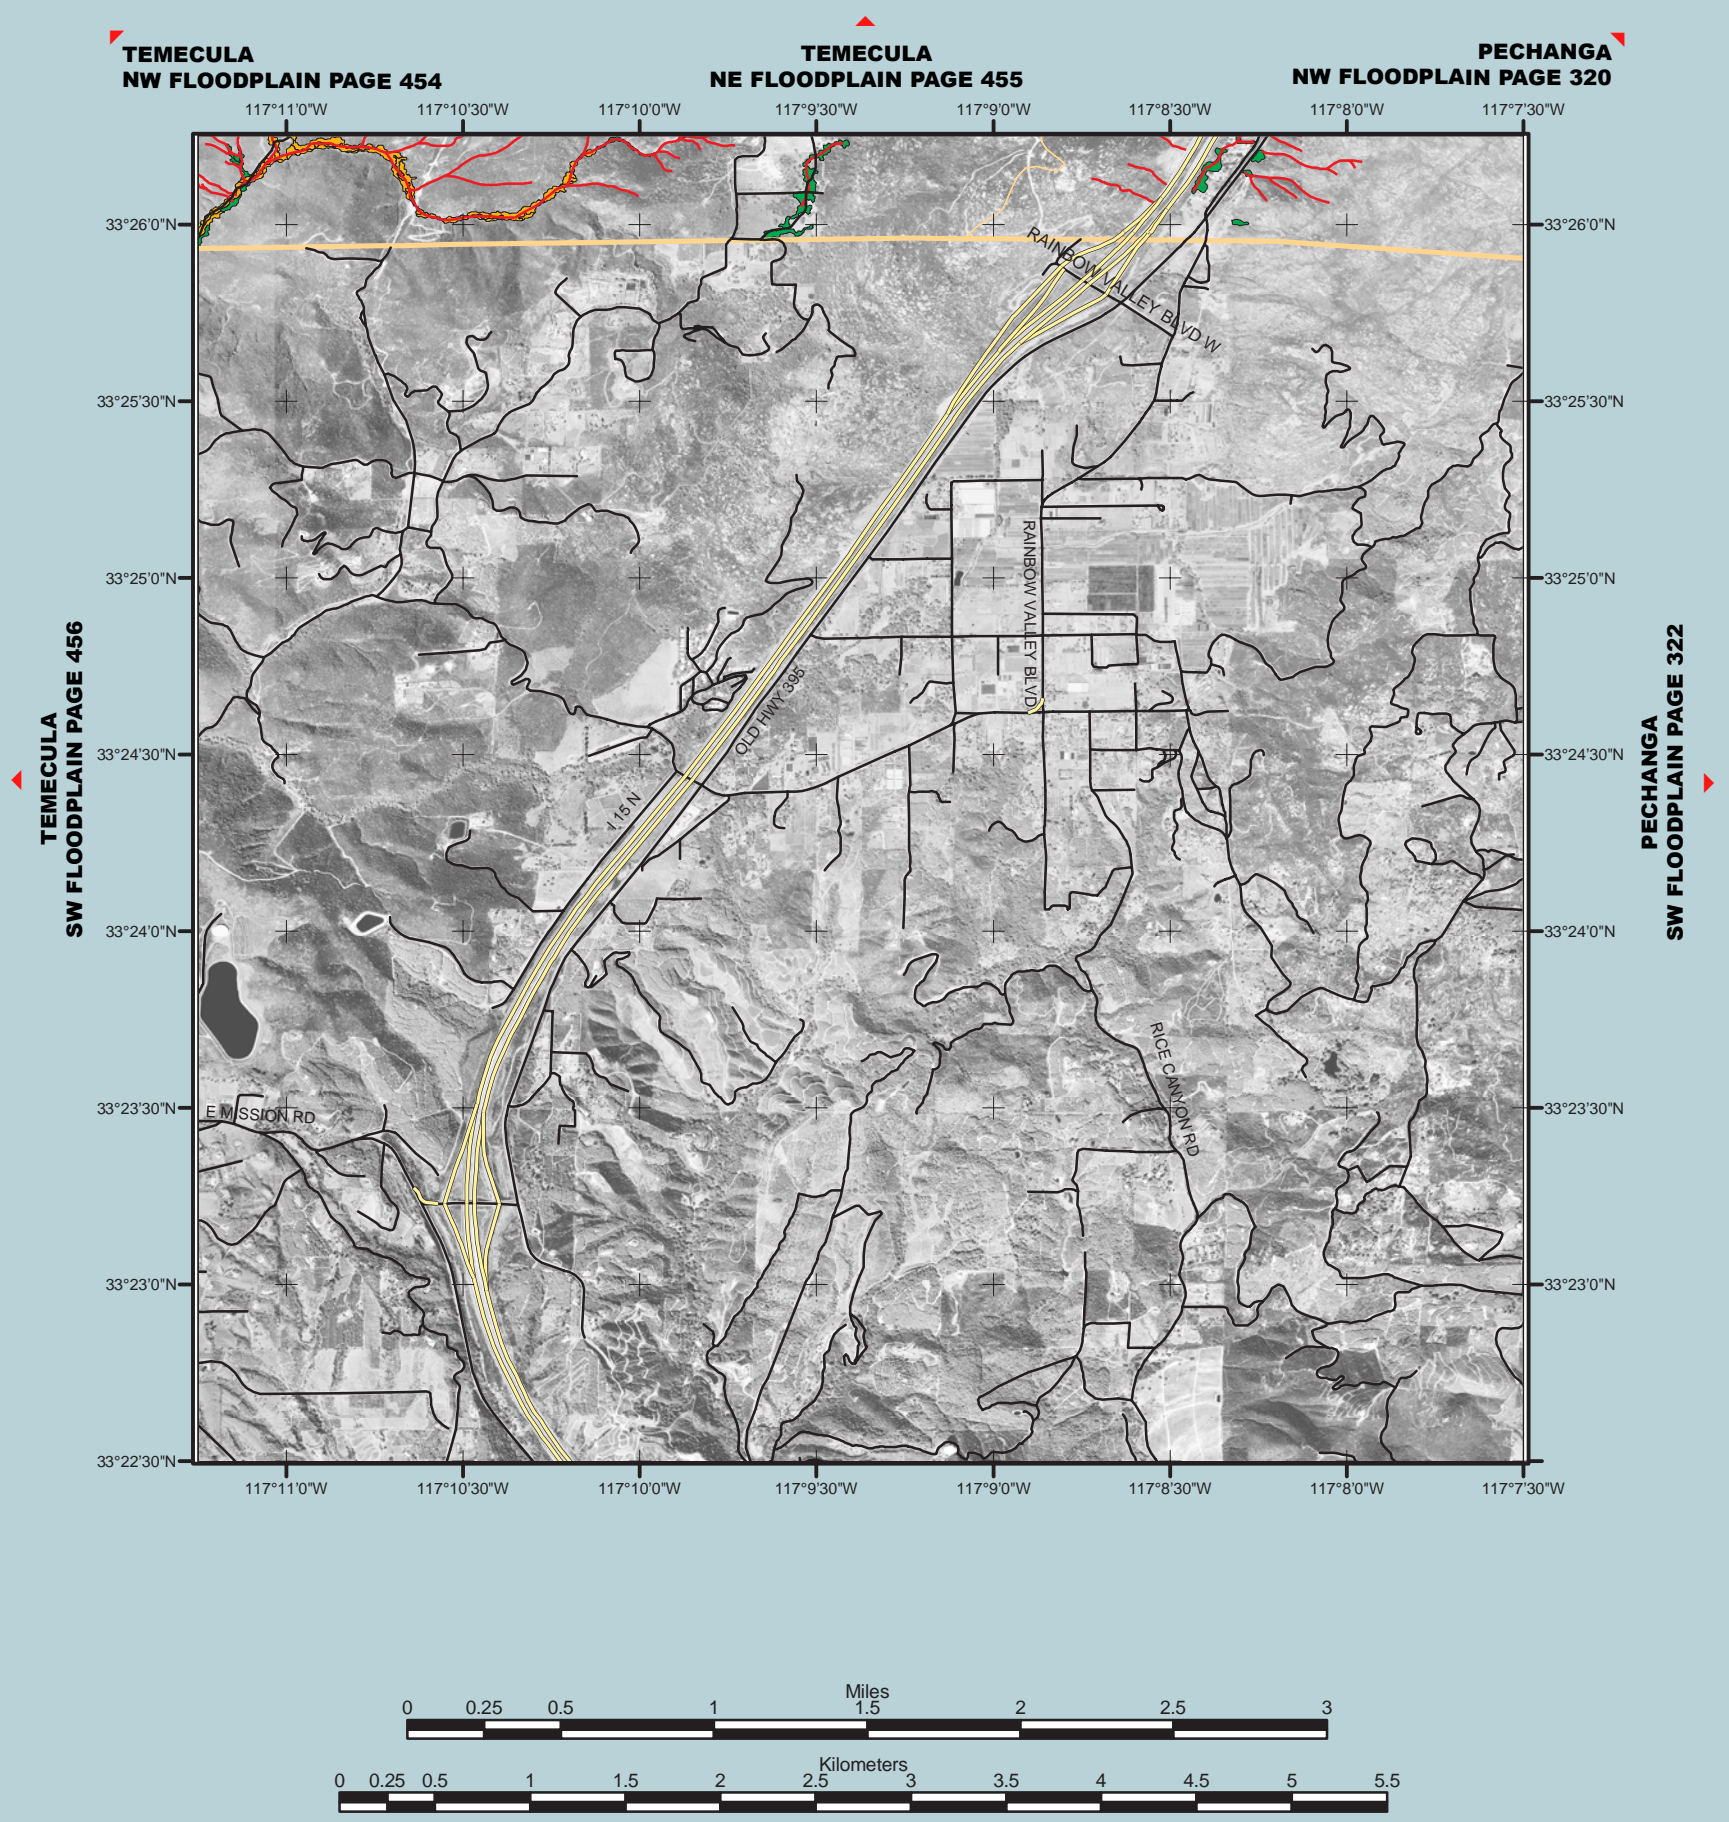 TEMECULA
NW FLOODPLAIN PAGE 454
TEMECULA
NE FLOODPLAIN PAGE 455
PECHANGA
NW FLOODPLAIN PAGE 320
117°11'0"W 117°10'30"W 117°10'0"W 117°9'30"W 117°9'0"W 117°8'30"W 117°8'0"W 117°7'30"W
33°26'0"N 33°26'0"N
RAINBOW VALLEY BLVD W
33°25'30"N 33°25'30"N
RAINBOW VALLEY BLVD
33°25'0"N 33°25'0"N
TEMECULA
SW FLOODPLAIN PAGE 456
PECHANGA
SW FLOODPLAIN PAGE 322
OLD HWY 395
33°24'30"N 33°24'30"N
I 15 N
33°24'0"N 33°24'0"N
RICE CANYON RD
33°23'30"N 33°23'30"N
E MISSION RD
33°23'0"N 33°23'0"N
33°22'30"N
117°11'0"W 117°10'30"W 117°10'0"W 117°9'30"W 117°9'0"W 117°8'30"W 117°8'0"W 117°7'30"W
Miles
0 0.25 0.5 1 1.5 2 2.5 3
Kilometers
0 0.25 0.5 1 1.5 2 2.5 3 3.5 4 4.5 5 5.5